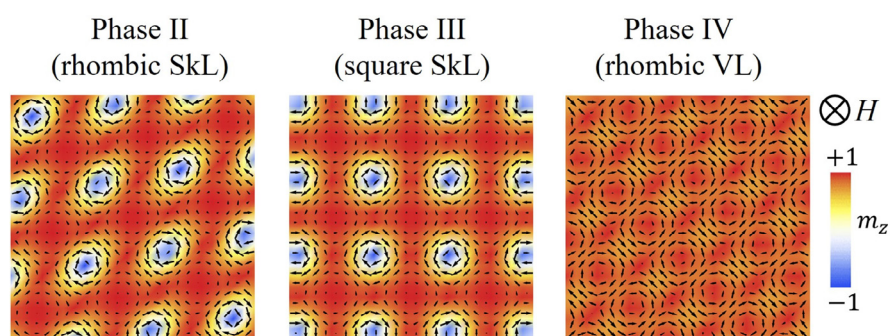 Phase II
(rhombic SkL)
Phase III
(square SkL)
Phase IV
(rhombic VL)
⊗ H
+1
m_z
−1